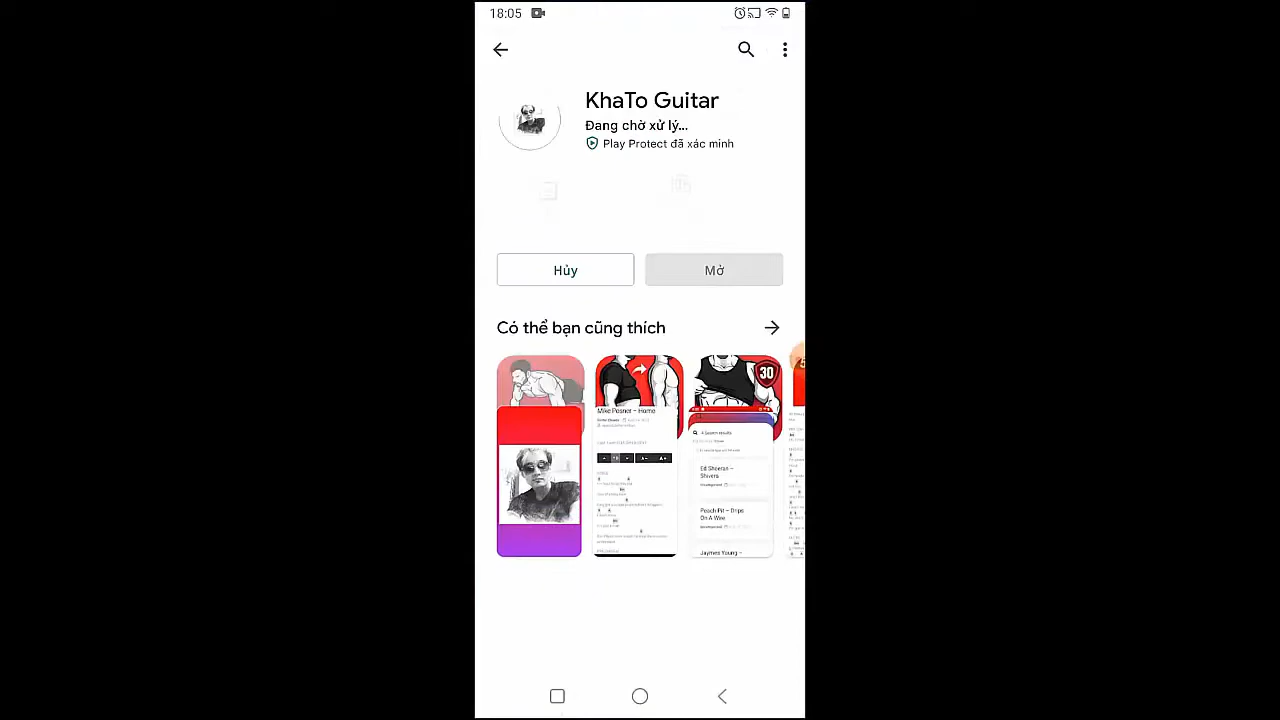 18:05
KhaTo Guitar
Đang chờ xử lý...
Play Protect đã xác minh
Hủy
Mở
Có thể bạn cũng thích
30
Mike Posner – Home
Ed Sheeran –
Shivers
Peach Pit – Drips
On A Wire
Jaymes Young –